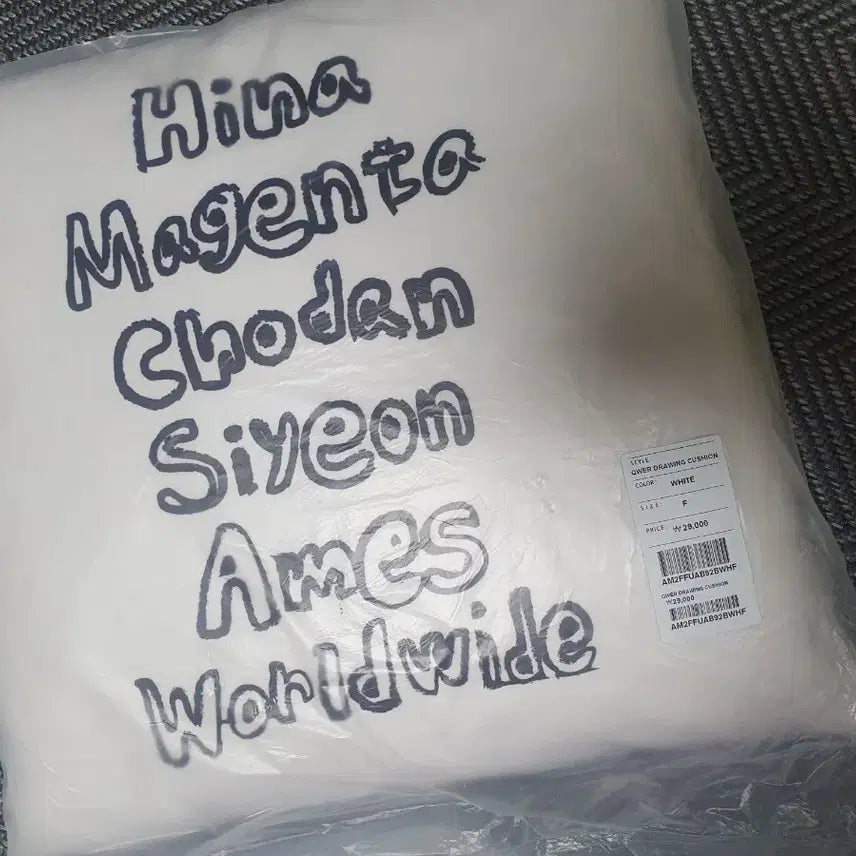 Hina
Magenta
Chodan
Siyeon
Ames
Worldwide
STYLE
QWER DRAWING CUSHION
COLOR: WHITE
SIZE: F
PRICE: ₩29,000
AM2FFUAB92BWHF
QWER DRAWING CUSHION
₩29,000
AM2FFUAB92BWHF